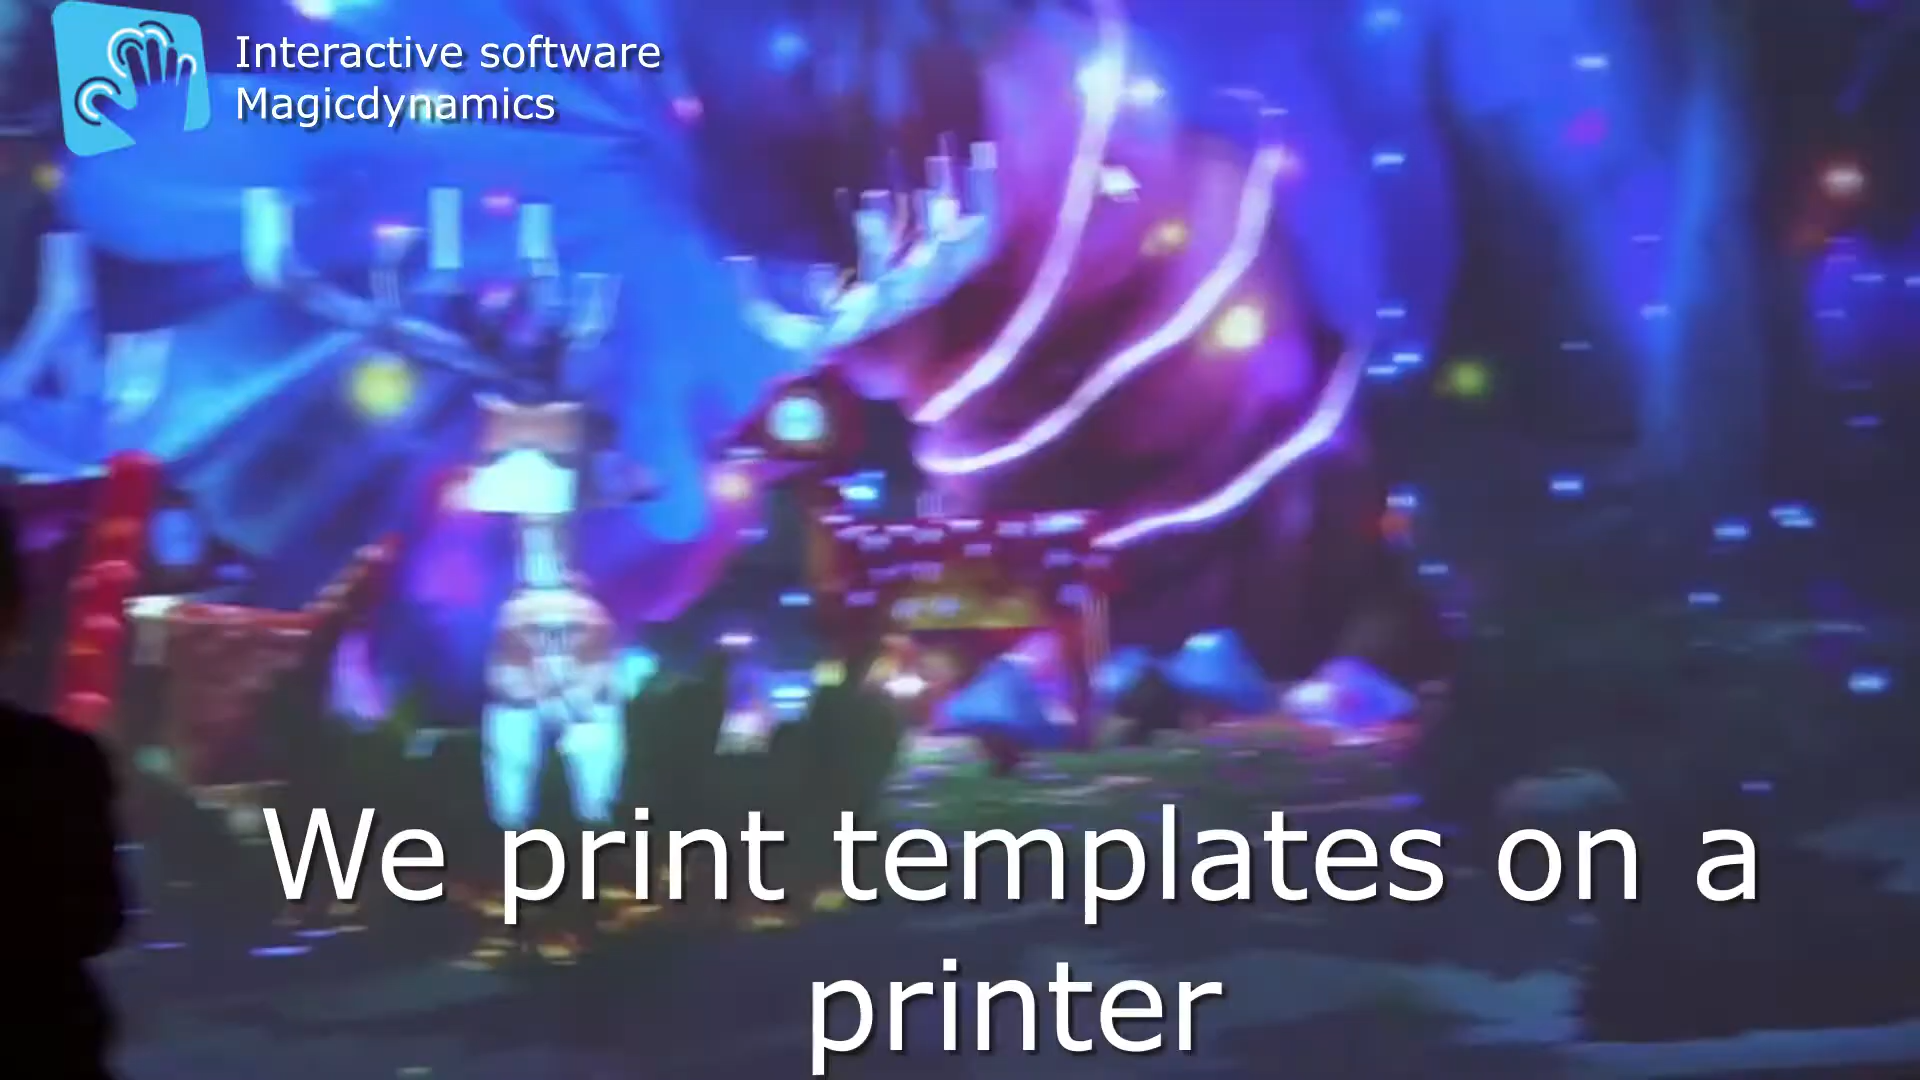 Interactive software
Magicdynamics
We print templates on a
printer